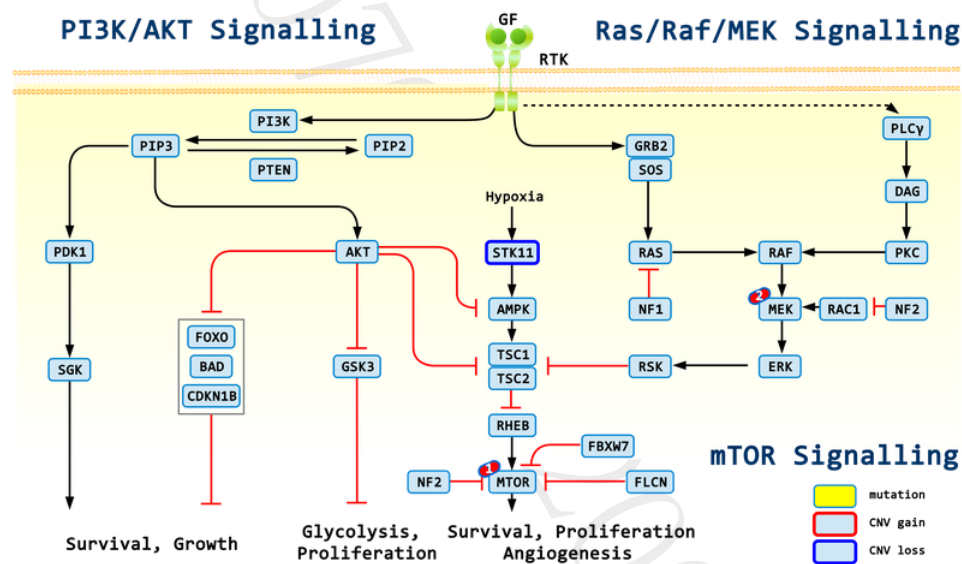 GF
PI3K/AKT Signalling
Ras/Raf/MEK Signalling
RTK
PI3K
PLCγ
PIP3
PIP2
GRB2
PTEN
SOS
DAG
Hypoxia
PDK1
AKT
STK11
RAS
RAF
PKC
2
AMPK
NF1
MEK
RAC1
NF2
FOXO
TSC1
BAD
GSK3
RSK
ERK
SGK
TSC2
CDKN1B
RHEB
FBXW7
mTOR Signalling
1
NF2
MTOR
FLCN
mutation
CNV gain
CNV loss
Survival, Growth
Glycolysis,
Proliferation
Survival, Proliferation
Angiogenesis